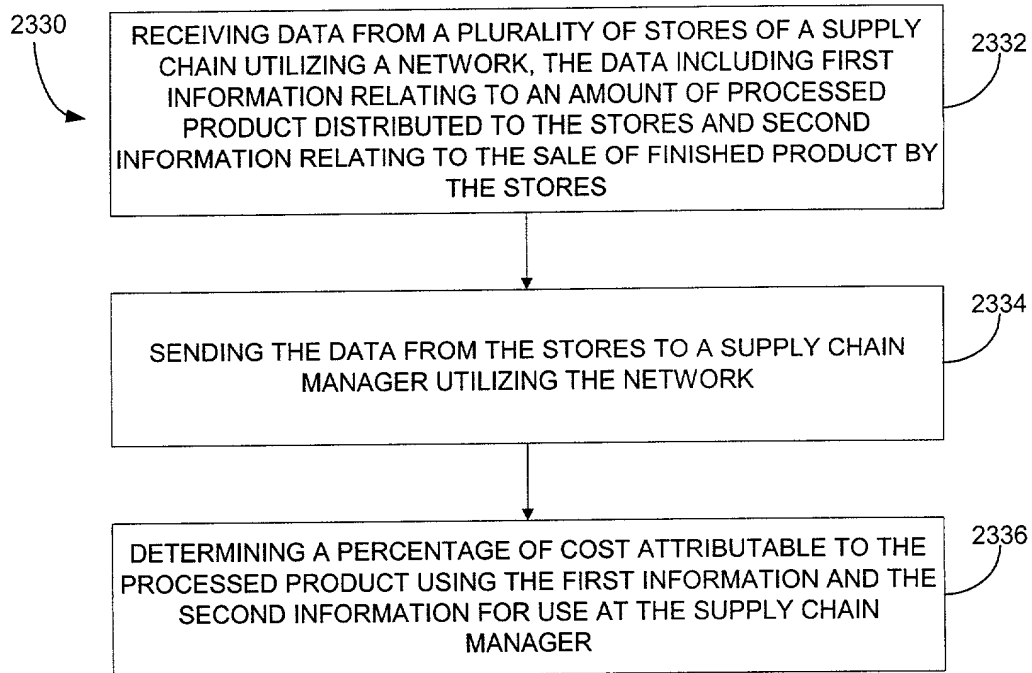 2330
RECEIVING DATA FROM A PLURALITY OF STORES OF A SUPPLY
CHAIN UTILIZING A NETWORK, THE DATA INCLUDING FIRST
INFORMATION RELATING TO AN AMOUNT OF PROCESSED
PRODUCT DISTRIBUTED TO THE STORES AND SECOND
INFORMATION RELATING TO THE SALE OF FINISHED PRODUCT BY
THE STORES
2332
SENDING THE DATA FROM THE STORES TO A SUPPLY CHAIN
MANAGER UTILIZING THE NETWORK
2334
DETERMINING A PERCENTAGE OF COST ATTRIBUTABLE TO THE
PROCESSED PRODUCT USING THE FIRST INFORMATION AND THE
SECOND INFORMATION FOR USE AT THE SUPPLY CHAIN
MANAGER
2336